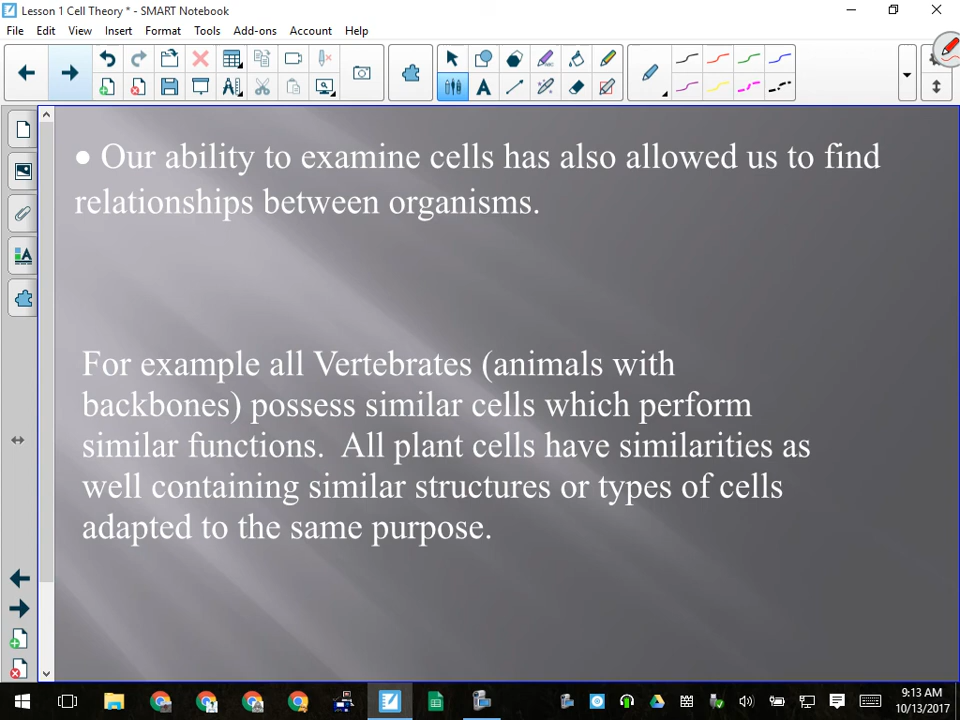 Lesson 1 Cell Theory * - SMART Notebook
File Edit View Insert Format Tools Add-ons Account Help
• Our ability to examine cells has also allowed us to find
relationships between organisms.
For example all Vertebrates (animals with
backbones) possess similar cells which perform
similar functions.  All plant cells have similarities as
well containing similar structures or types of cells
adapted to the same purpose.
9:13 AM
10/13/2017